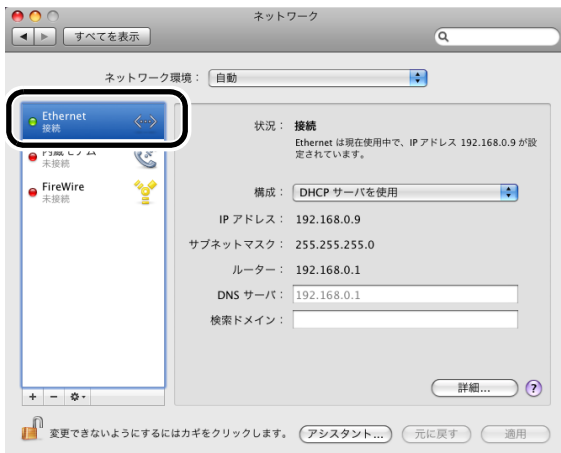 ネットワーク
すべてを表示
ネットワーク環境： 自動
Ethernet
接続
内蔵モデム
未接続
FireWire
未接続
状況： 接続
Ethernet は現在使用中で、IP アドレス 192.168.0.9 が設
定されています。
構成： DHCP サーバを使用
IP アドレス： 192.168.0.9
サブネットマスク： 255.255.255.0
ルーター： 192.168.0.1
DNS サーバ： 192.168.0.1
検索ドメイン：
詳細...
?
+ −
変更できないようにするにはカギをクリックします。
アシスタント...
元に戻す
適用